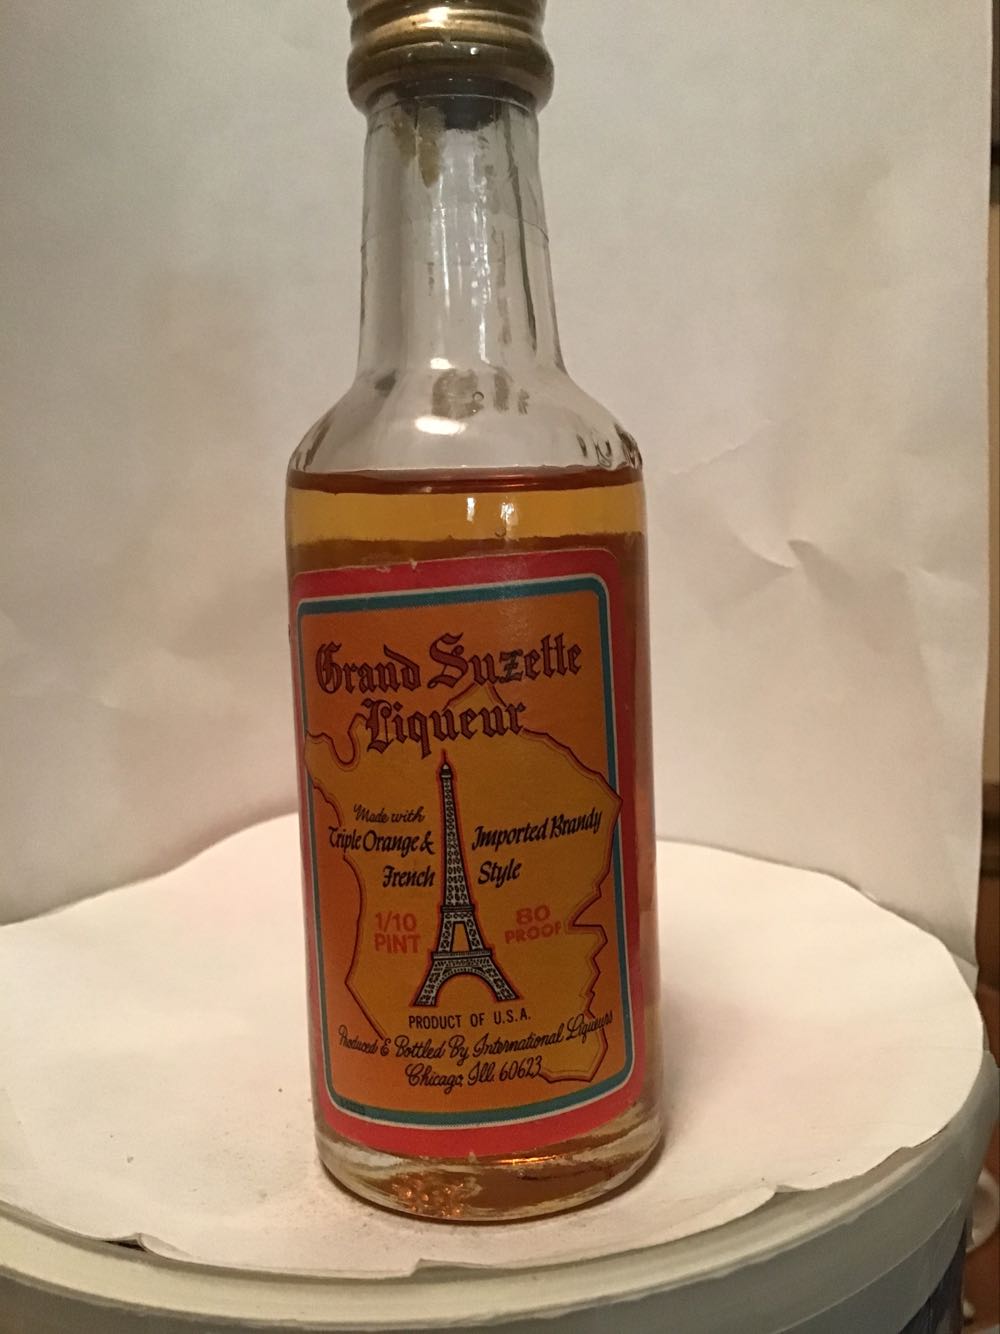 Grand Suzette
Liqueur
Made with
Triple Orange & Imported Brandy
French Style
1/10 PINT
80 PROOF
PRODUCT OF U.S.A.
Produced & Bottled By International Liqueurs
Chicago, Ill. 60623